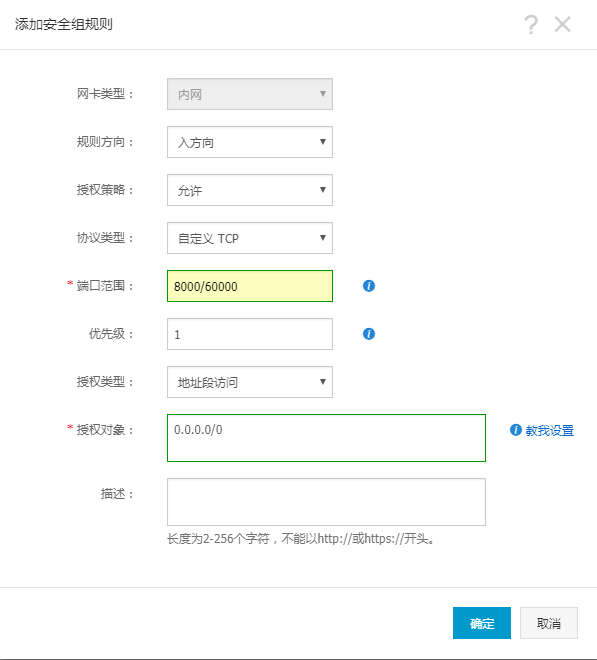 添加安全组规则
网卡类型： 内网
规则方向： 入方向
授权策略： 允许
协议类型： 自定义 TCP
* 端口范围： 8000/60000
优先级： 1
授权类型： 地址段访问
* 授权对象： 0.0.0.0/0 教我设置
描述：
长度为2-256个字符，不能以http://或https://开头。
确定 取消